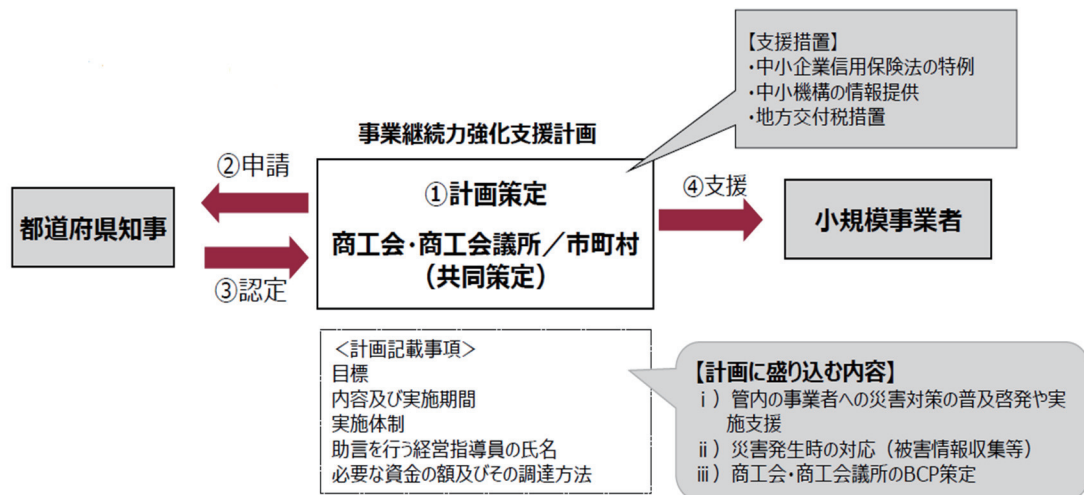 【支援措置】
・中小企業信用保険法の特例
・中小機構の情報提供
・地方交付税措置
事業継続力強化支援計画
②申請
①計画策定
④支援
都道府県知事
商工会・商工会議所／市町村
（共同策定）
小規模事業者
③認定
＜計画記載事項＞
目標
内容及び実施期間
実施体制
助言を行う経営指導員の氏名
必要な資金の額及びその調達方法
【計画に盛り込む内容】
ⅰ）管内の事業者への災害対策の普及啓発や実
施支援
ⅱ）災害発生時の対応（被害情報収集等）
ⅲ）商工会・商工会議所のBCP策定